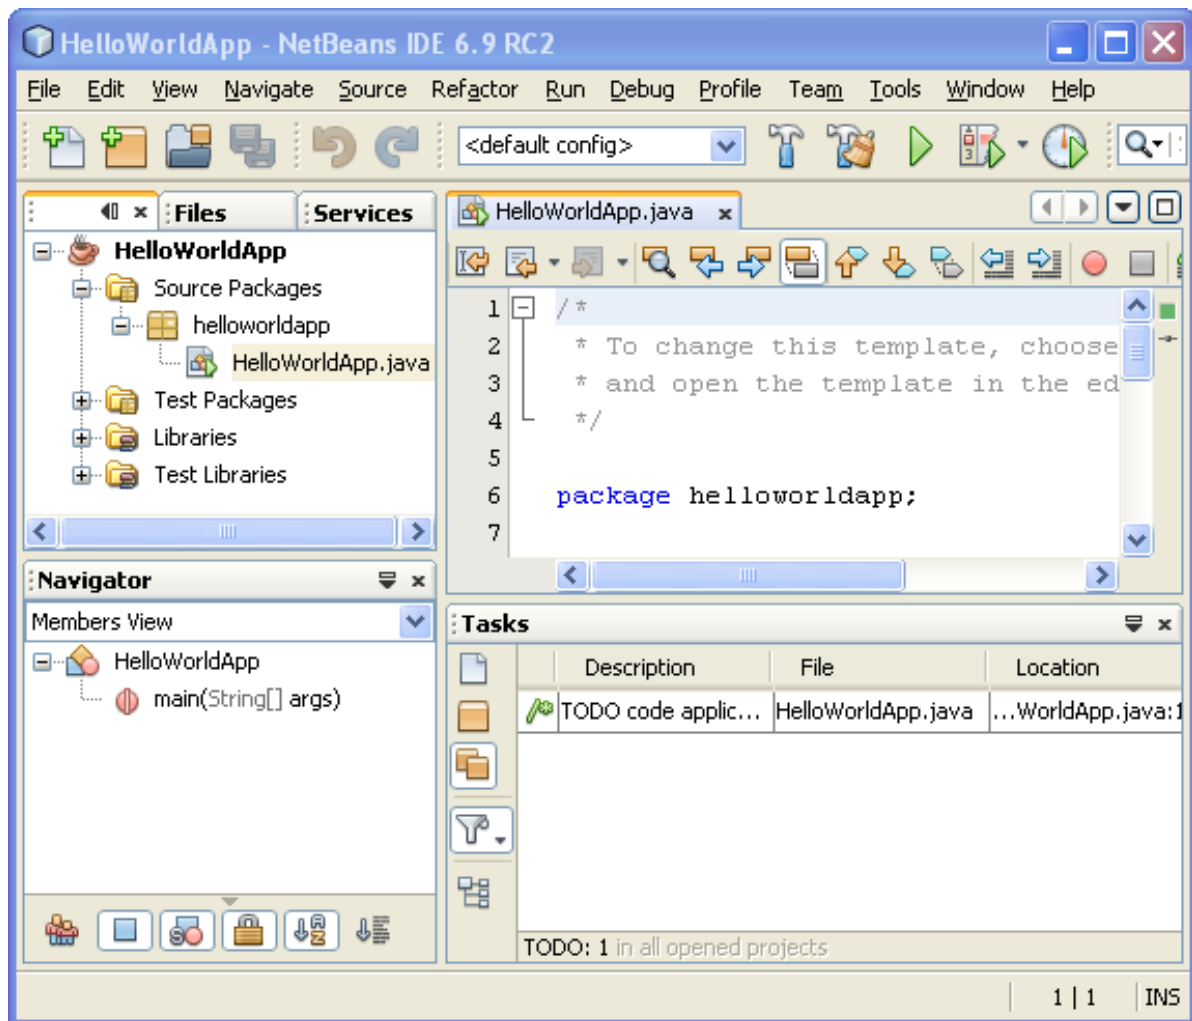 HelloWorldApp - NetBeans IDE 6.9 RC2
File Edit View Navigate Source Refactor Run Debug Profile Team Tools Window Help
<default config>
Files Services
HelloWorldApp
Source Packages
helloworldapp
HelloWorldApp.java
Test Packages
Libraries
Test Libraries
Navigator
Members View
HelloWorldApp
main(String[] args)
HelloWorldApp.java
1 /*
2 * To change this template, choose
3 * and open the template in the ed
4 */
5
6 package helloworldapp;
7
Tasks
Description File Location
TODO code applic... HelloWorldApp.java ...WorldApp.java:1
TODO: 1 in all opened projects
1 | 1 INS